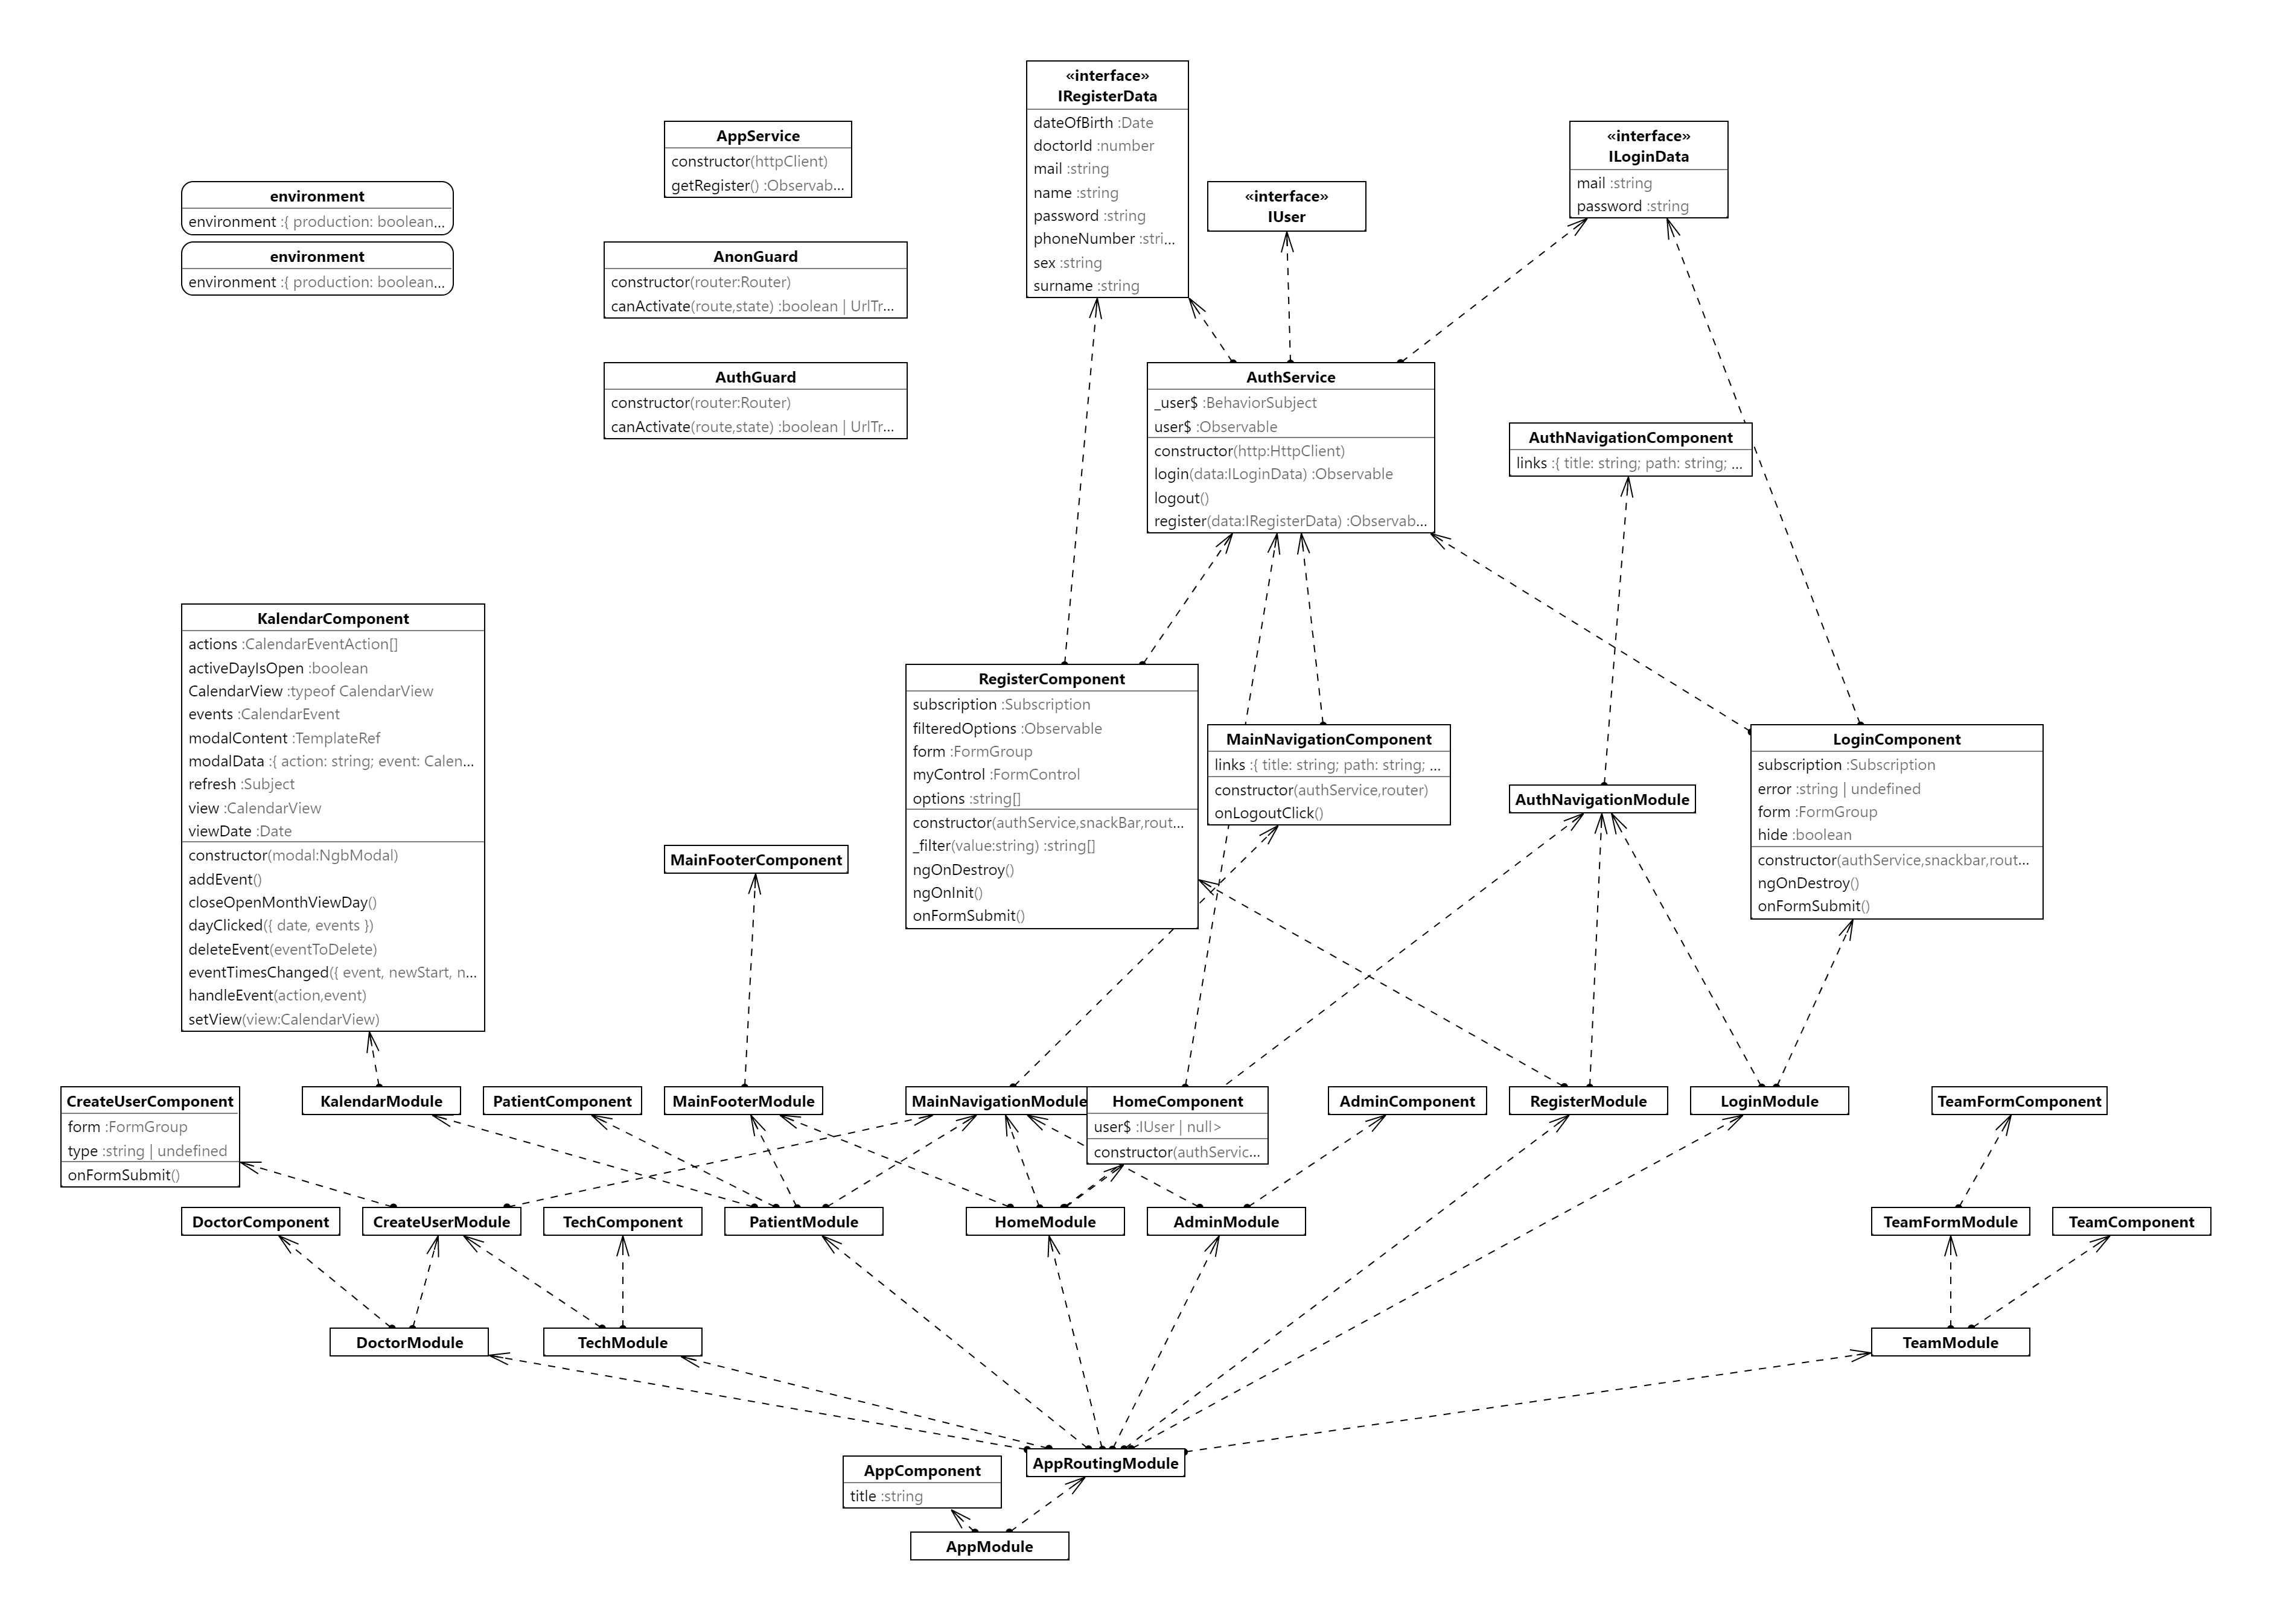 «interface»
IRegisterData
dateOfBirth :Date
doctorId :number
mail :string
name :string
password :string
phoneNumber :stri...
sex :string
surname :string
AppService
constructor(httpClient)
getRegister() :Observab...
«interface»
ILoginData
mail :string
password :string
environment
environment :{ production: boolean...
environment
environment :{ production: boolean...
«interface»
IUser
AnonGuard
constructor(router:Router)
canActivate(route,state) :boolean | UrlTr...
AuthGuard
constructor(router:Router)
canActivate(route,state) :boolean | UrlTr...
AuthService
_user$ :BehaviorSubject
user$ :Observable
constructor(http:HttpClient)
login(data:ILoginData) :Observable
logout()
register(data:IRegisterData) :Observab...
AuthNavigationComponent
links :{ title: string; path: string; ...
KalendarComponent
actions :CalendarEventAction[]
activeDayIsOpen :boolean
CalendarView :typeof CalendarView
events :CalendarEvent
modalContent :TemplateRef
modalData :{ action: string; event: Calen...
refresh :Subject
view :CalendarView
viewDate :Date
constructor(modal:NgbModal)
addEvent()
closeOpenMonthViewDay()
dayClicked({ date, events })
deleteEvent(eventToDelete)
eventTimesChanged({ event, newStart, n...
handleEvent(action,event)
setView(view:CalendarView)
RegisterComponent
subscription :Subscription
filteredOptions :Observable
form :FormGroup
myControl :FormControl
options :string[]
constructor(authService,snackBar,rout...
_filter(value:string) :string[]
ngOnDestroy()
ngOnInit()
onFormSubmit()
MainNavigationComponent
links :{ title: string; path: string; ...
constructor(authService,router)
onLogoutClick()
LoginComponent
subscription :Subscription
error :string | undefined
form :FormGroup
hide :boolean
constructor(authService,snackbar,rout...
ngOnDestroy()
onFormSubmit()
AuthNavigationModule
MainFooterComponent
CreateUserComponent
form :FormGroup
type :string | undefined
onFormSubmit()
KalendarModule
PatientComponent
MainFooterModule
MainNavigationModule
HomeComponent
user$ :IUser | null>
constructor(authServic...
AdminComponent
RegisterModule
LoginModule
TeamFormComponent
DoctorComponent
CreateUserModule
TechComponent
PatientModule
HomeModule
AdminModule
TeamFormModule
TeamComponent
DoctorModule
TechModule
TeamModule
AppRoutingModule
AppComponent
title :string
AppModule